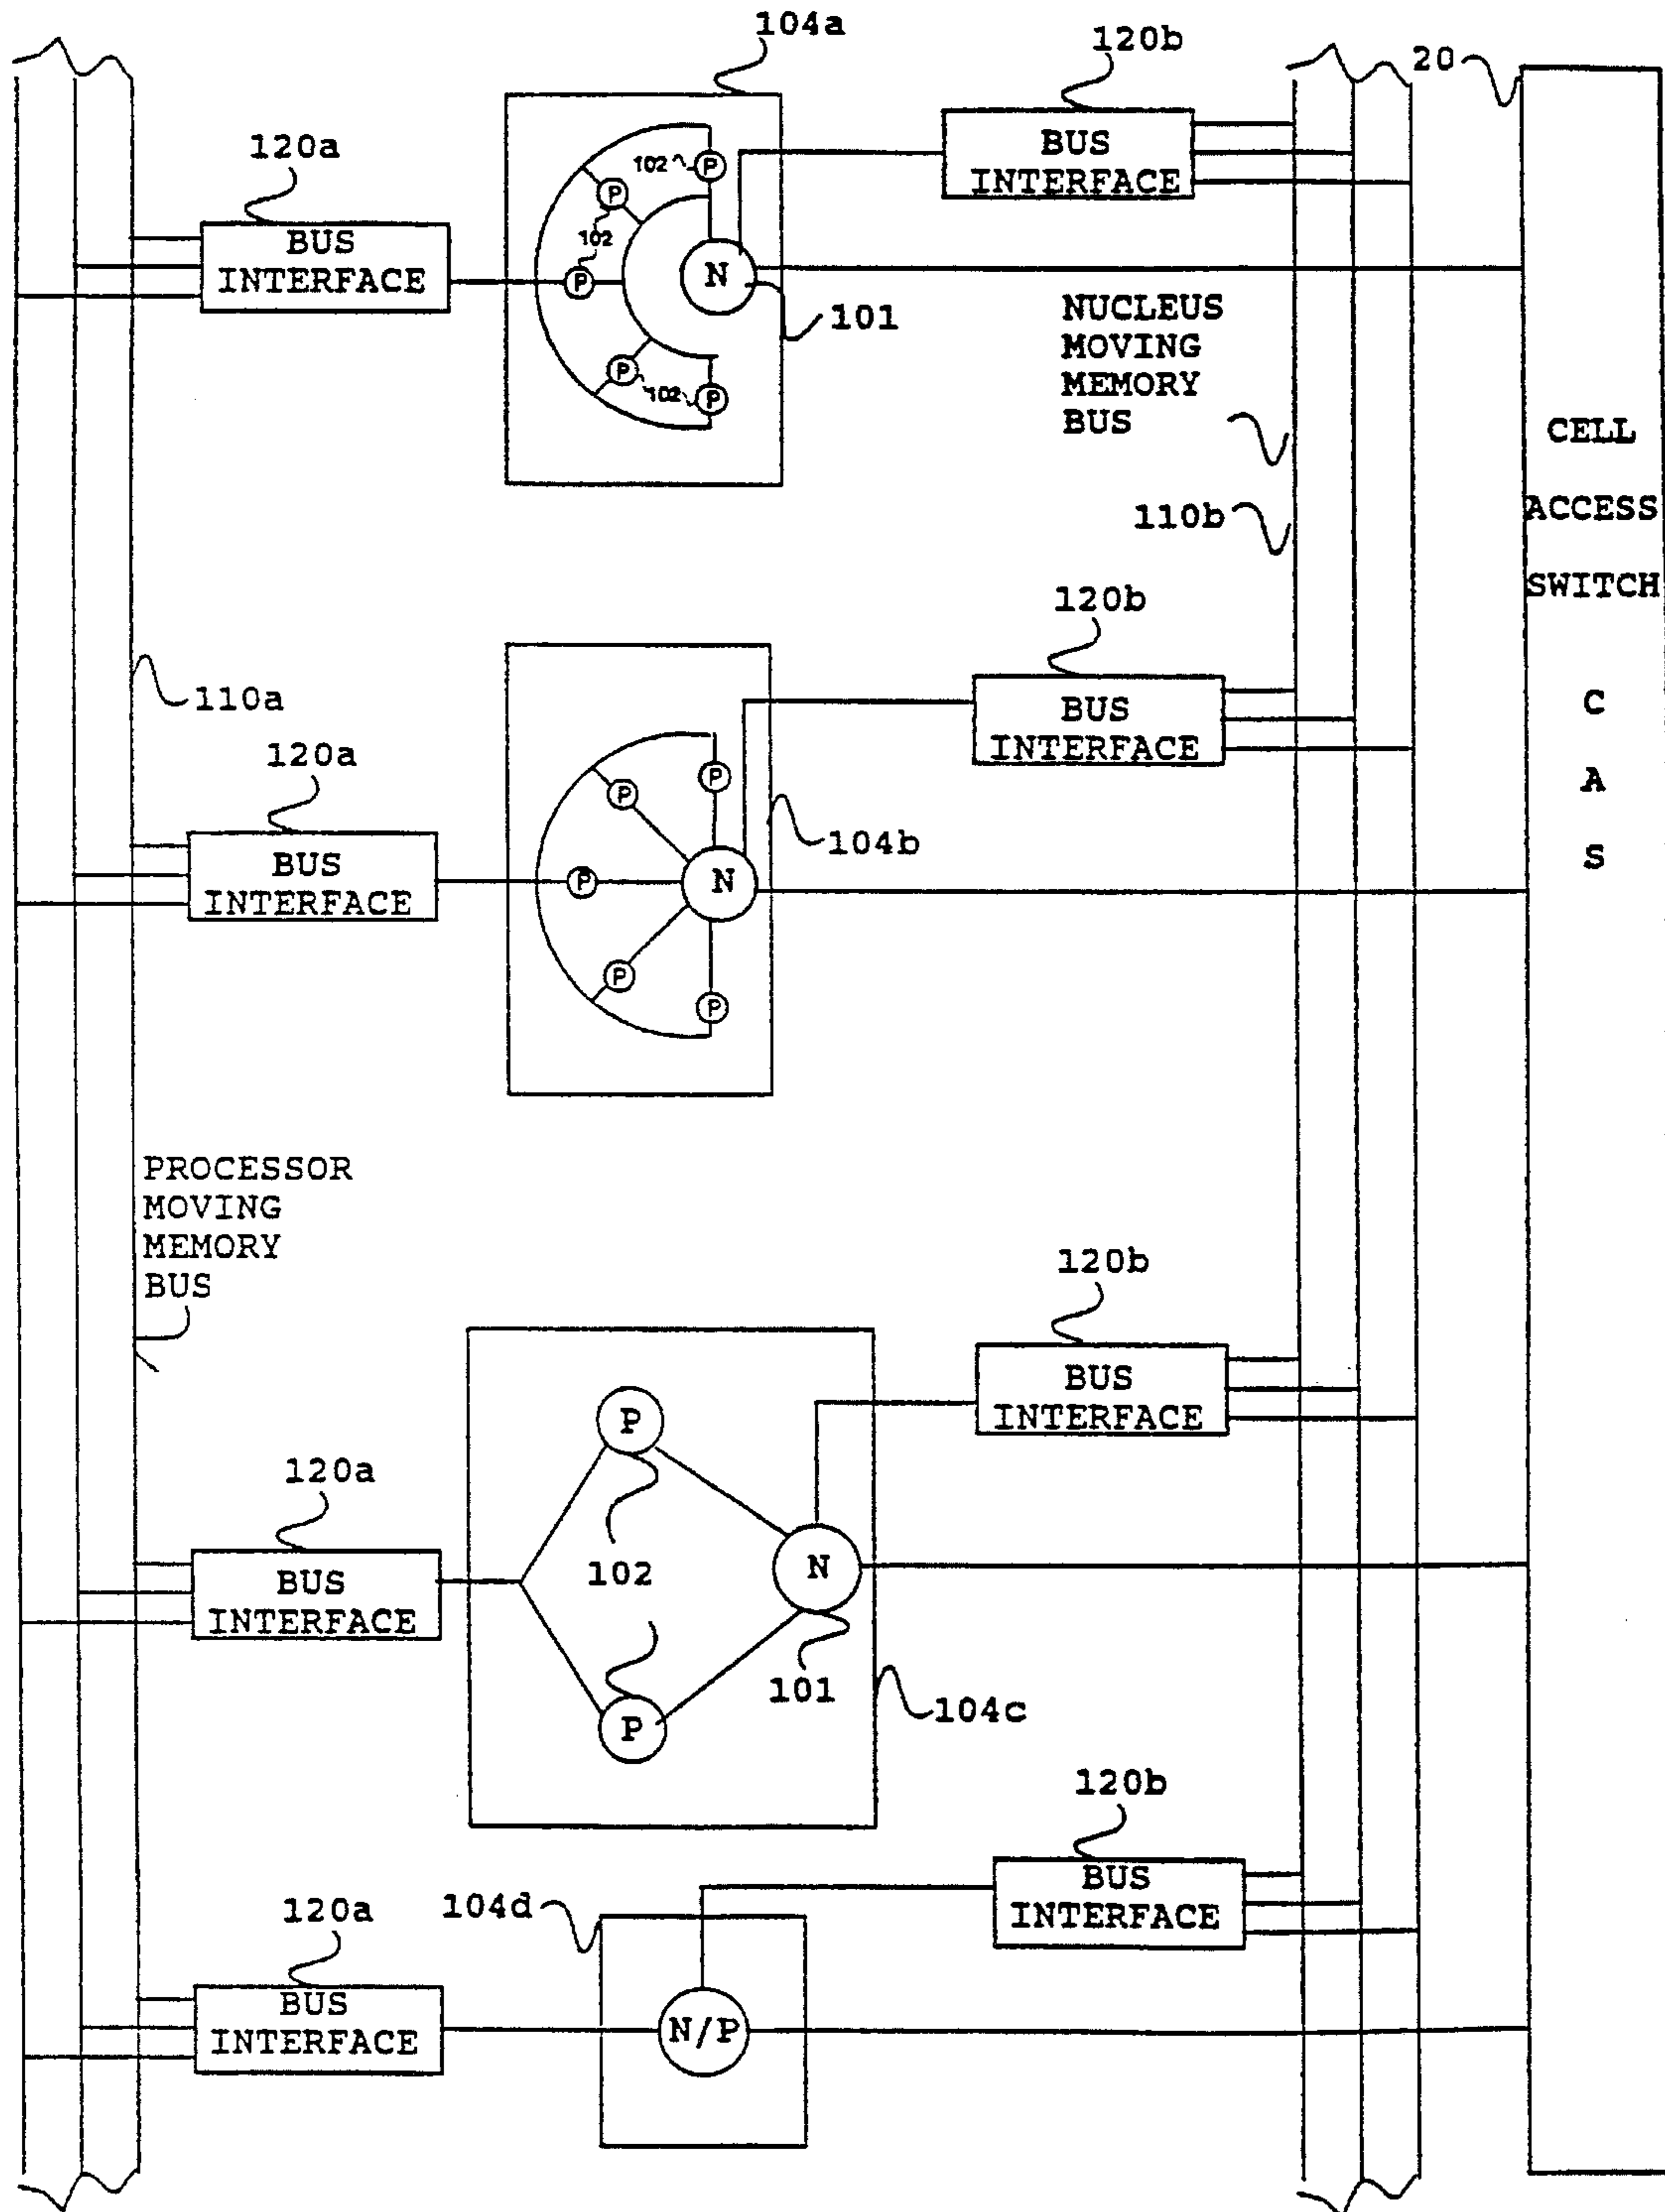 104a
120b
20
120a
BUS
INTERFACE
102
P
P
102
P
N
P
102
P
BUS
INTERFACE
101
NUCLEUS
MOVING
MEMORY
BUS
CELL
ACCESS
SWITCH
C
A
S
110b
110a
120b
120a
BUS
INTERFACE
P
P
P
N
P
P
BUS
INTERFACE
104b
PROCESSOR
MOVING
MEMORY
BUS
120b
120a
BUS
INTERFACE
P
102
P
N
101
BUS
INTERFACE
104c
120b
120a
104d
BUS
INTERFACE
N/P
BUS
INTERFACE